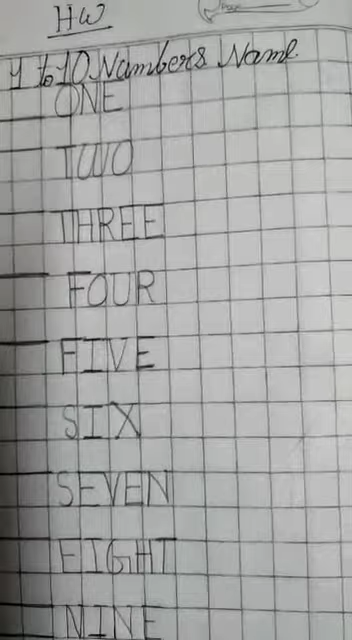 HW
1 to 10 Numbers Name
ONE
TWO
THREE
FOUR
FIVE
SIX
SEVEN
EIGHT
NINE